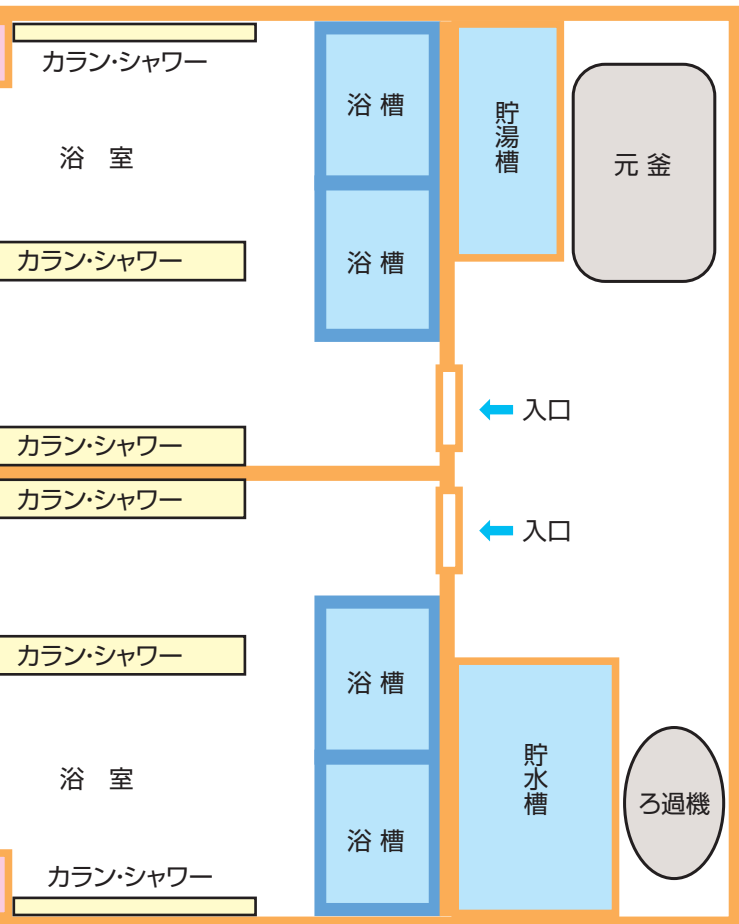 カラン・シャワー
浴室
カラン・シャワー
カラン・シャワー
カラン・シャワー
カラン・シャワー
浴室
カラン・シャワー
浴槽
浴槽
浴槽
浴槽
貯湯槽
元釜
入口
入口
貯水槽
ろ過機